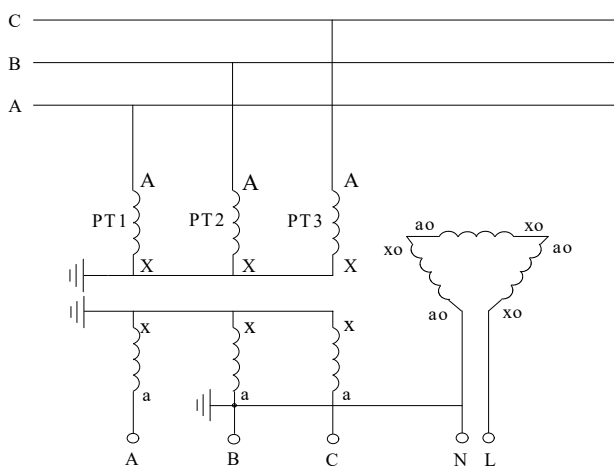 C
B
A
A A A
PT1 PT2 PT3
X X X
ao xo
xo ao
ao xo
x x x
a a a
A B C N L